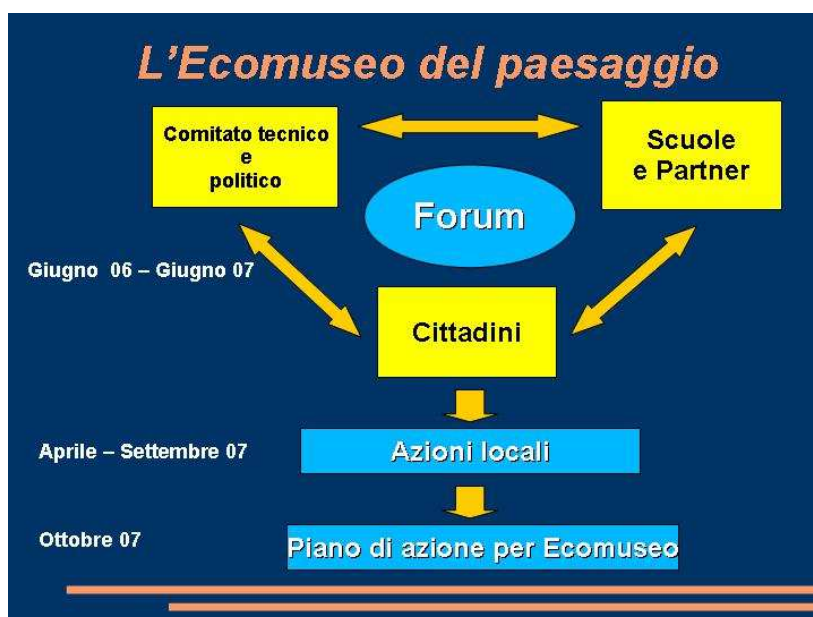 L'Ecomuseo del paesaggio
Comitato tecnico
e
politico
Scuole
e Partner
Forum
Giugno 06 – Giugno 07
Cittadini
Aprile – Settembre 07
Azioni locali
Ottobre 07
Piano di azione per Ecomuseo